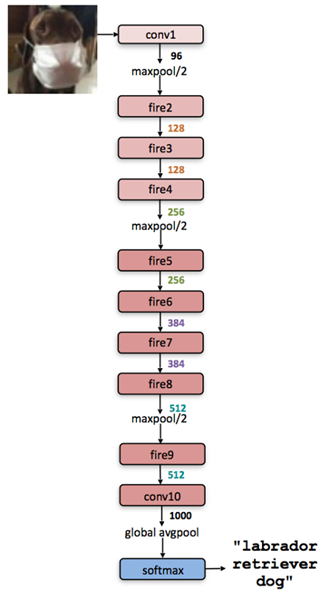 conv1
96
maxpool/2
fire2
128
fire3
128
fire4
256
maxpool/2
fire5
256
fire6
384
fire7
384
fire8
512
maxpool/2
fire9
512
conv10
1000
global avgpool
softmax
"labrador
retriever
dog"